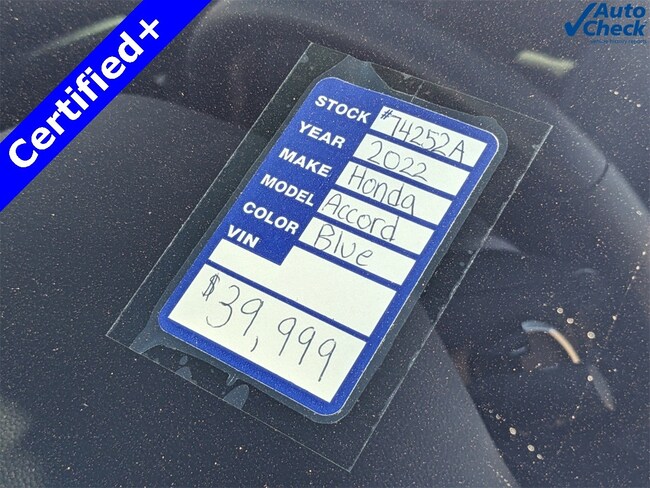 Certified+
Auto
Check
STOCK #74252A
YEAR 2022
MAKE Honda
MODEL Accord
COLOR Blue
VIN
$39,999